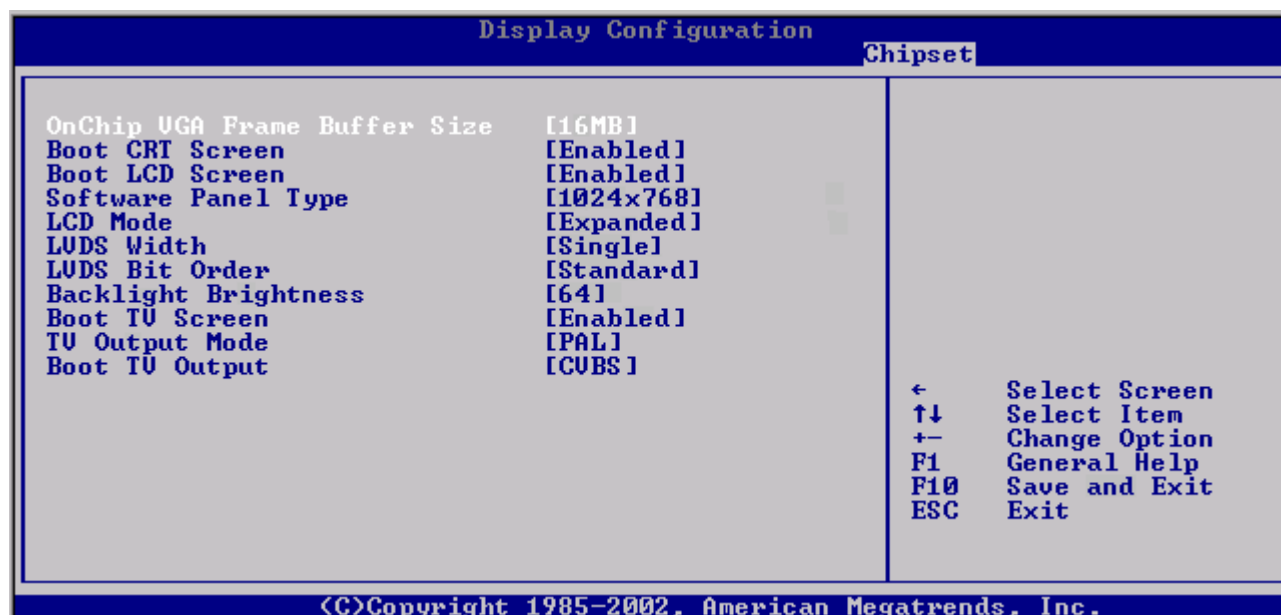 Display Configuration
Chipset
OnChip VGA Frame Buffer Size [16MB]
Boot CRT Screen [Enabled]
Boot LCD Screen [Enabled]
Software Panel Type [1024x768]
LCD Mode [Expanded]
LVDS Width [Single]
LVDS Bit Order [Standard]
Backlight Brightness [64]
Boot TV Screen [Enabled]
TV Output Mode [PAL]
Boot TV Output [CVBS]
← Select Screen
↑↓ Select Item
+- Change Option
F1 General Help
F10 Save and Exit
ESC Exit
(C)Copyright 1985-2002, American Megatrends, Inc.